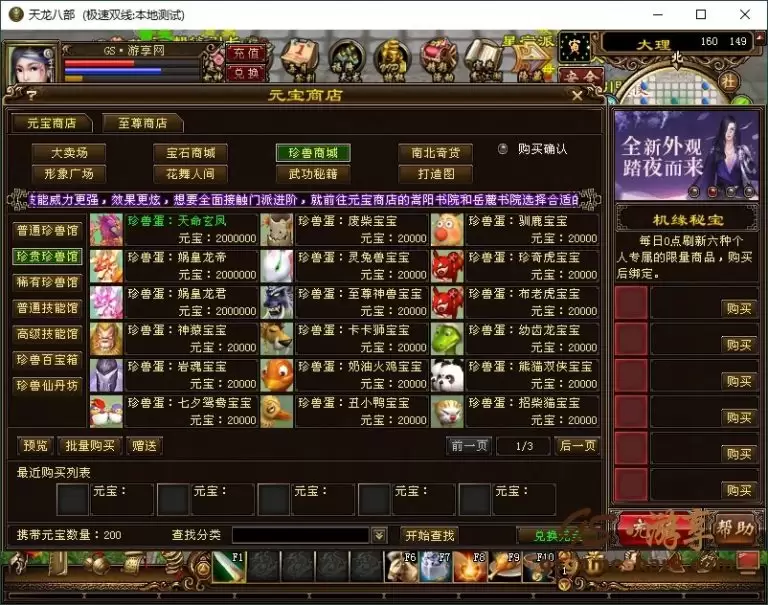 天龙八部 (极速双线:本地测试)
GS·游享网
充值
兑换
大理
160 149
北
寅
社
? 元宝商店
元宝商店 至尊商店
大卖场 宝石商城 珍兽商城 南北奇货 购买确认
形象广场 花舞人间 武功秘籍 打造图
技能威力更强，效果更炫，想要全面接触门派进阶，就前往元宝商店的嵩阳书院和岳麓书院选择合适的
普通珍兽馆
珍贵珍兽馆
稀有珍兽馆
普通技能馆
高级技能馆
珍兽百宝箱
珍兽仙丹坊
珍兽蛋：天命玄凤 珍兽蛋：废柴宝宝 珍兽蛋：驯鹿宝宝
元宝：2000000 元宝：20000 元宝：20000
珍兽蛋：娲皇龙帝 珍兽蛋：灵兔兽宝宝 珍兽蛋：珍奇虎宝宝
元宝：2000000 元宝：20000 元宝：20000
珍兽蛋：娲皇龙君 珍兽蛋：至尊神兽宝宝 珍兽蛋：布老虎宝宝
元宝：2000000 元宝：20000 元宝：20000
珍兽蛋：神鼗宝宝 珍兽蛋：卡卡狮宝宝 珍兽蛋：幼齿龙宝宝
元宝：20000 元宝：20000 元宝：20000
珍兽蛋：岩魂宝宝 珍兽蛋：奶油火鸡宝宝 珍兽蛋：熊猫双侠宝宝
元宝：20000 元宝：20000 元宝：20000
珍兽蛋：七夕鸳鸯宝宝 珍兽蛋：丑小鸭宝宝 珍兽蛋：招柴猫宝宝
元宝：20000 元宝：20000 元宝：20000
预览 批量购买 赠送 前一页 1/3 后一页
最近购买列表
元宝： 元宝： 元宝： 元宝： 元宝：
携带元宝数量：200 查找分类 开始查找
全新外观
踏夜而来
机缘秘宝
每日0点刷新六种个
人专属的限量商品，购买
后绑定。
购买
购买
购买
购买
购买
购买
游享
帮助
F1 F6 F7 F8 F9 F10